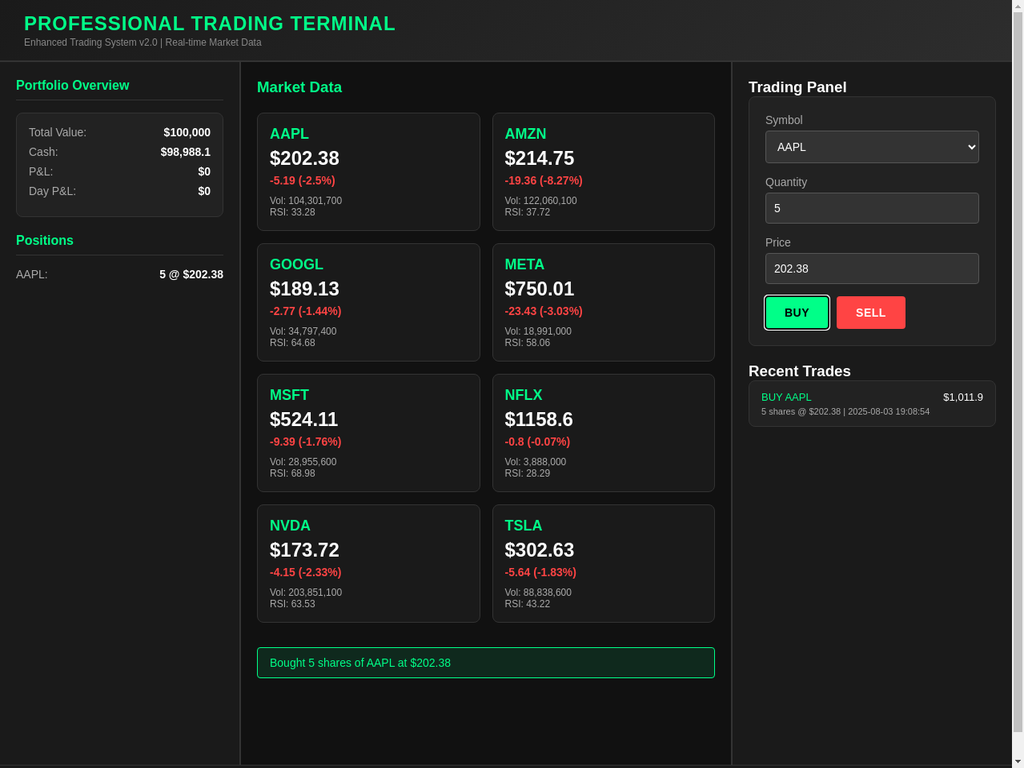 PROFESSIONAL TRADING TERMINAL
Enhanced Trading System v2.0 | Real-time Market Data
Portfolio Overview
Total Value: $100,000
Cash: $98,988.1
P&L: $0
Day P&L: $0
Positions
AAPL: 5 @ $202.38
Market Data
AAPL
$202.38
-5.19 (-2.5%)
Vol: 104,301,700
RSI: 33.28
AMZN
$214.75
-19.36 (-8.27%)
Vol: 122,060,100
RSI: 37.72
GOOGL
$189.13
-2.77 (-1.44%)
Vol: 34,797,400
RSI: 64.68
META
$750.01
-23.43 (-3.03%)
Vol: 18,991,000
RSI: 58.06
MSFT
$524.11
-9.39 (-1.76%)
Vol: 28,955,600
RSI: 68.98
NFLX
$1158.6
-0.8 (-0.07%)
Vol: 3,888,000
RSI: 28.29
NVDA
$173.72
-4.15 (-2.33%)
Vol: 203,851,100
RSI: 63.53
TSLA
$302.63
-5.64 (-1.83%)
Vol: 88,838,600
RSI: 43.22
Bought 5 shares of AAPL at $202.38
Trading Panel
Symbol
AAPL
Quantity
5
Price
202.38
BUY SELL
Recent Trades
BUY AAPL $1,011.9
5 shares @ $202.38 | 2025-08-03 19:08:54